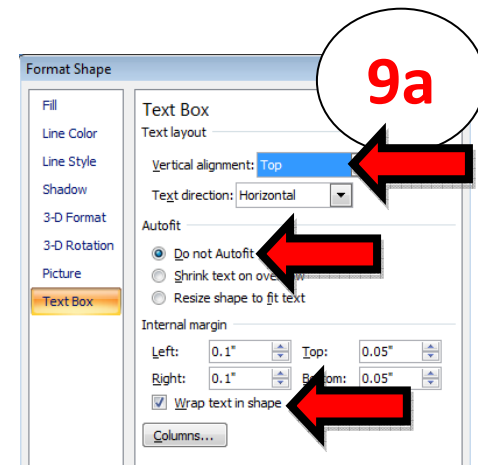 9a
Format Shape
Fill
Line Color
Line Style
Shadow
3-D Format
3-D Rotation
Picture
Text Box
Text Box
Text layout
Vertical alignment: Top
Text direction: Horizontal
Autofit
Do not Autofit
Shrink text on
Resize shape to fit text
Internal margin
Left: 0.1" Top: 0.05"
Right: 0.1" Bottom: 0.05"
Wrap text in shape
Columns...